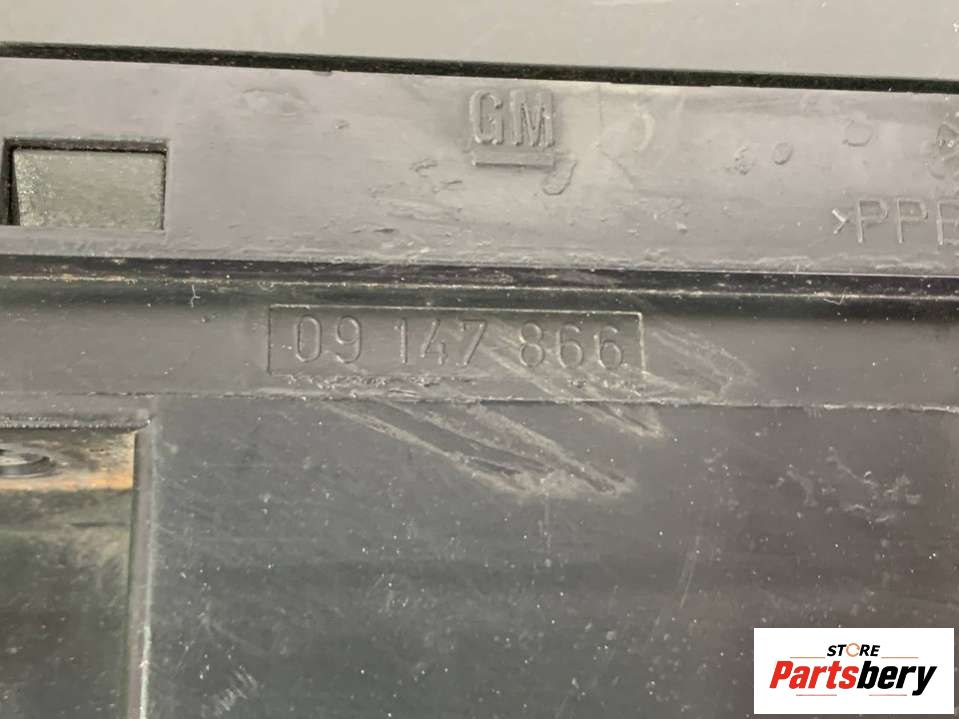 GM
>PPE
09 147 866
STORE
Partsbery